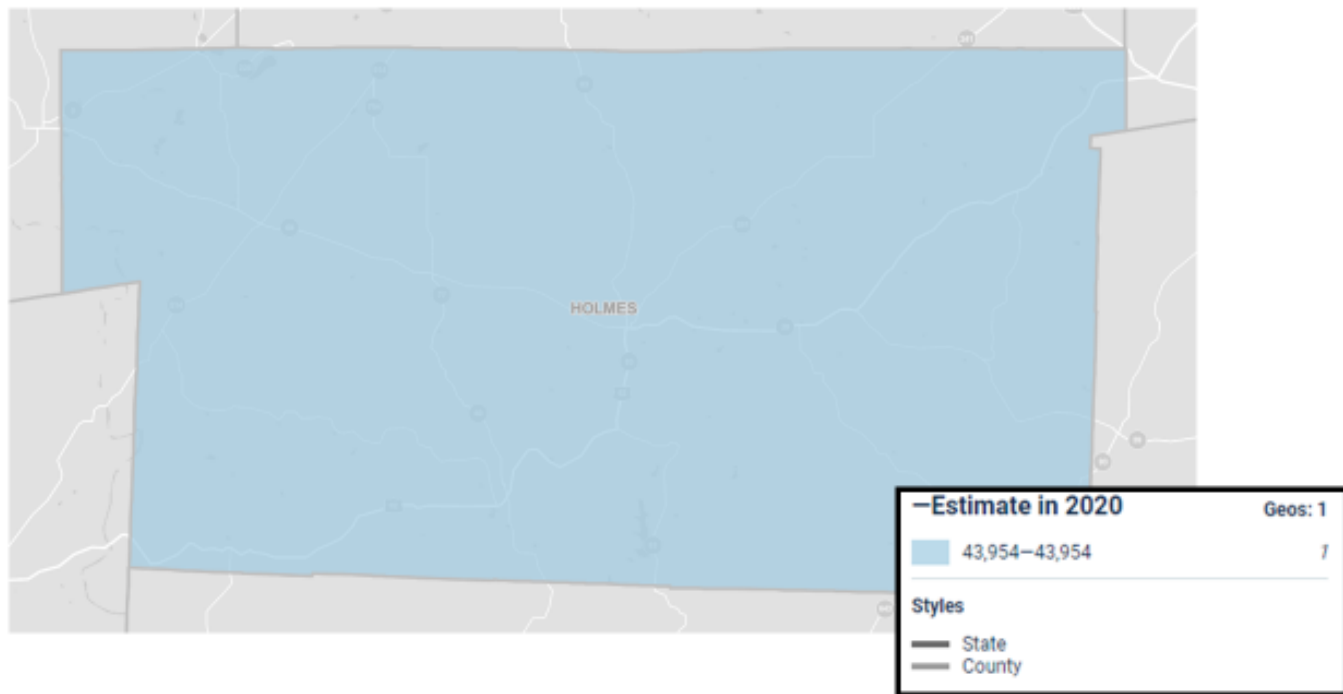 HOLMES
—Estimate in 2020 Geos: 1
43,954—43,954 1
Styles
State
County